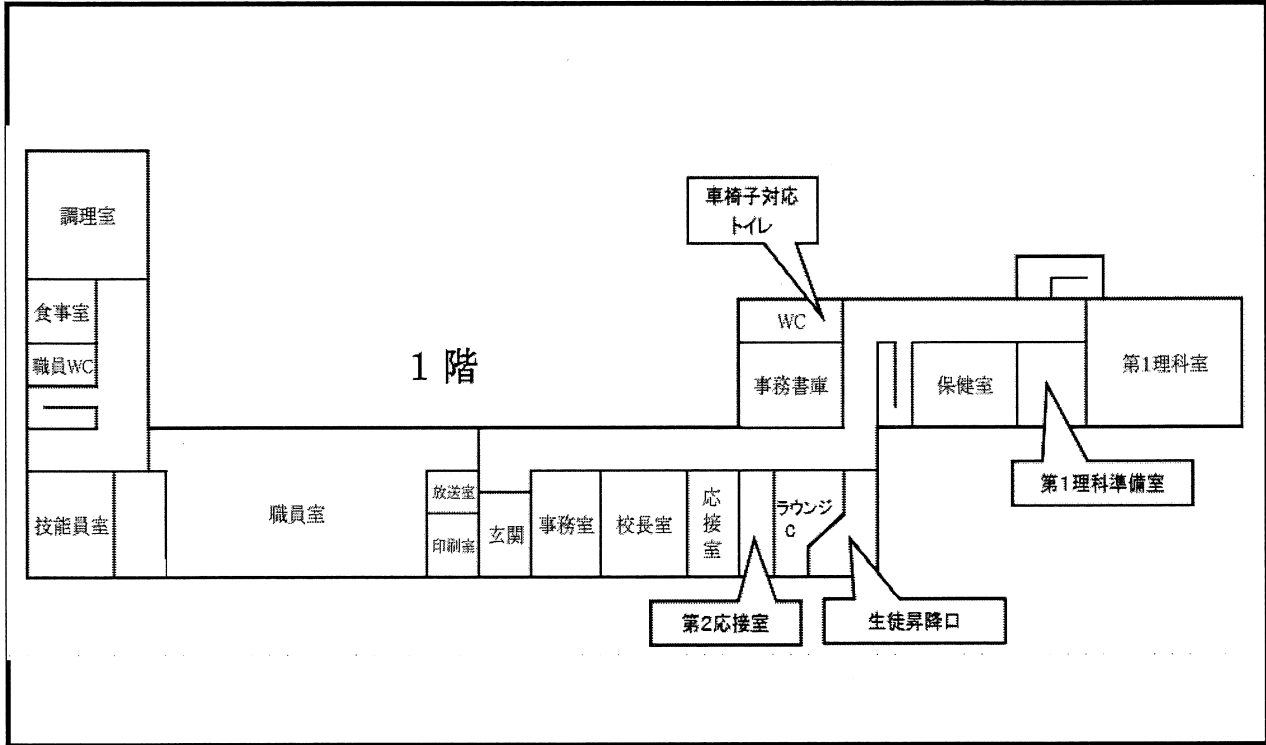 調理室
車椅子対応
トイレ
食事室
WC
職員WC
1階
事務書庫
保健室
第1理科室
第1理科準備室
技能員室
職員室
放送室
印刷室
玄関
事務室
校長室
応接室
ラウンジ
C
第2応接室
生徒昇降口